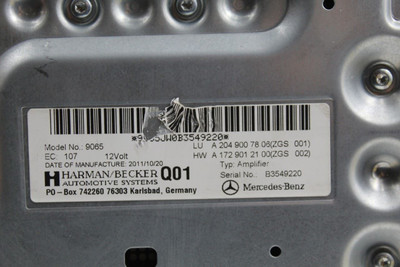 5JW0B3549220*
Model No.: 9065 LU A 204 900 78 06(ZGS 001)
EC: 107 12Volt HW A 172 901 21 00(ZGS 002)
DATE OF MANUFACTURE: 2011/10/20 Typ: Amplifier
HARMAN/BECKER Q01 Serial No.: B3549220
AUTOMOTIVE SYSTEMS Mercedes-Benz
PO-Box 742260 76303 Karlsbad, Germany